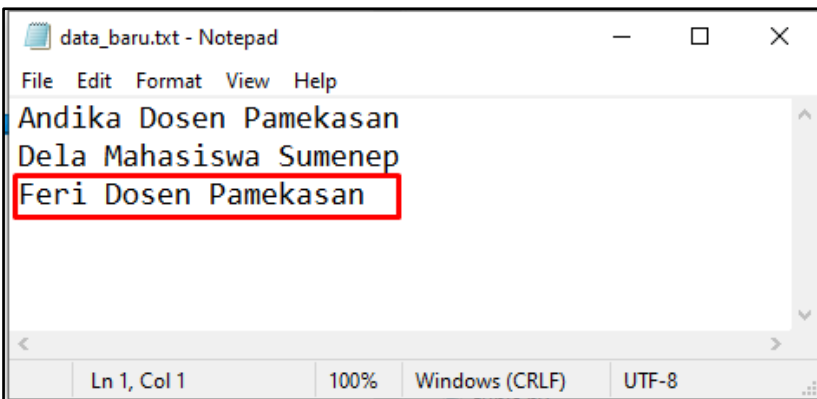 data_baru.txt - Notepad
File Edit Format View Help
Andika Dosen Pamekasan
Dela Mahasiswa Sumenep
Feri Dosen Pamekasan
Ln 1, Col 1 100% Windows (CRLF) UTF-8